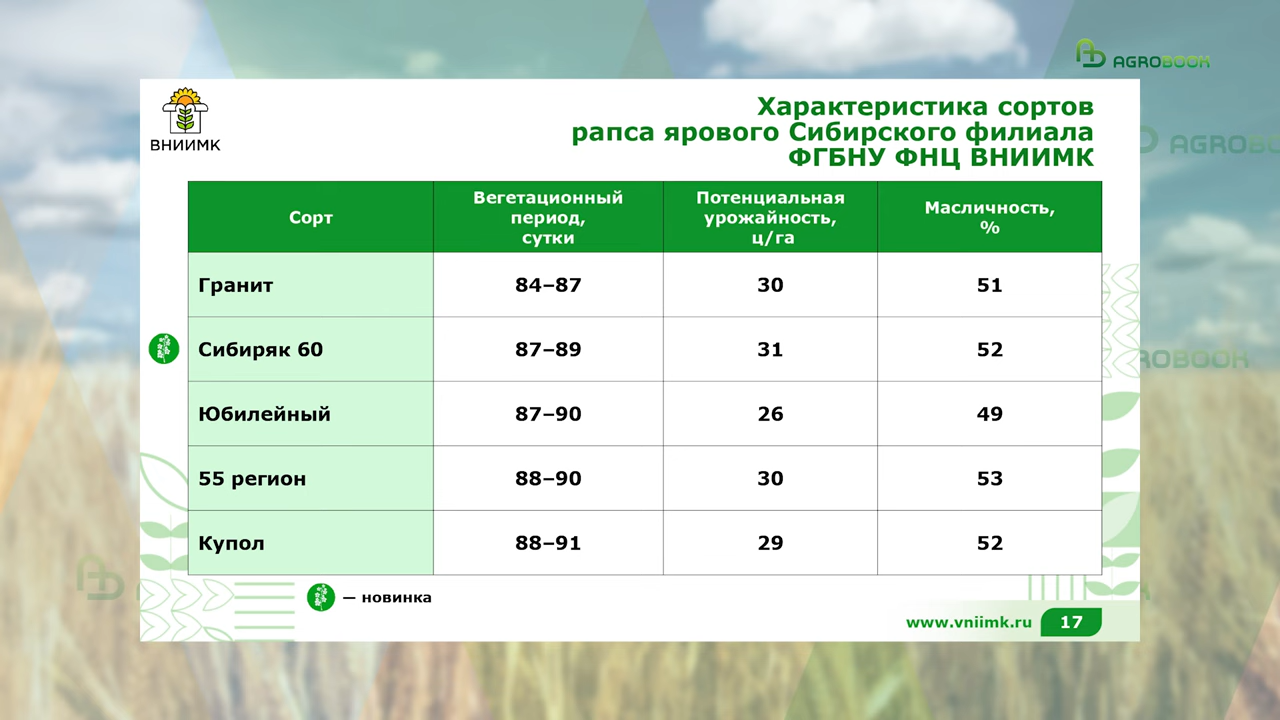 AGROBOOK
ВНИИМК
Характеристика сортов
рапса ярового Сибирского филиала
ФГБНУ ФНЦ ВНИИМК
Сорт
Вегетационный
период,
сутки
Потенциальная
урожайность,
ц/га
Масличность,
%
Гранит 84–87 30 51
Сибиряк 60 87–89 31 52
Юбилейный 87–90 26 49
55 регион 88–90 30 53
Купол 88–91 29 52
— новинка
www.vniimk.ru 17